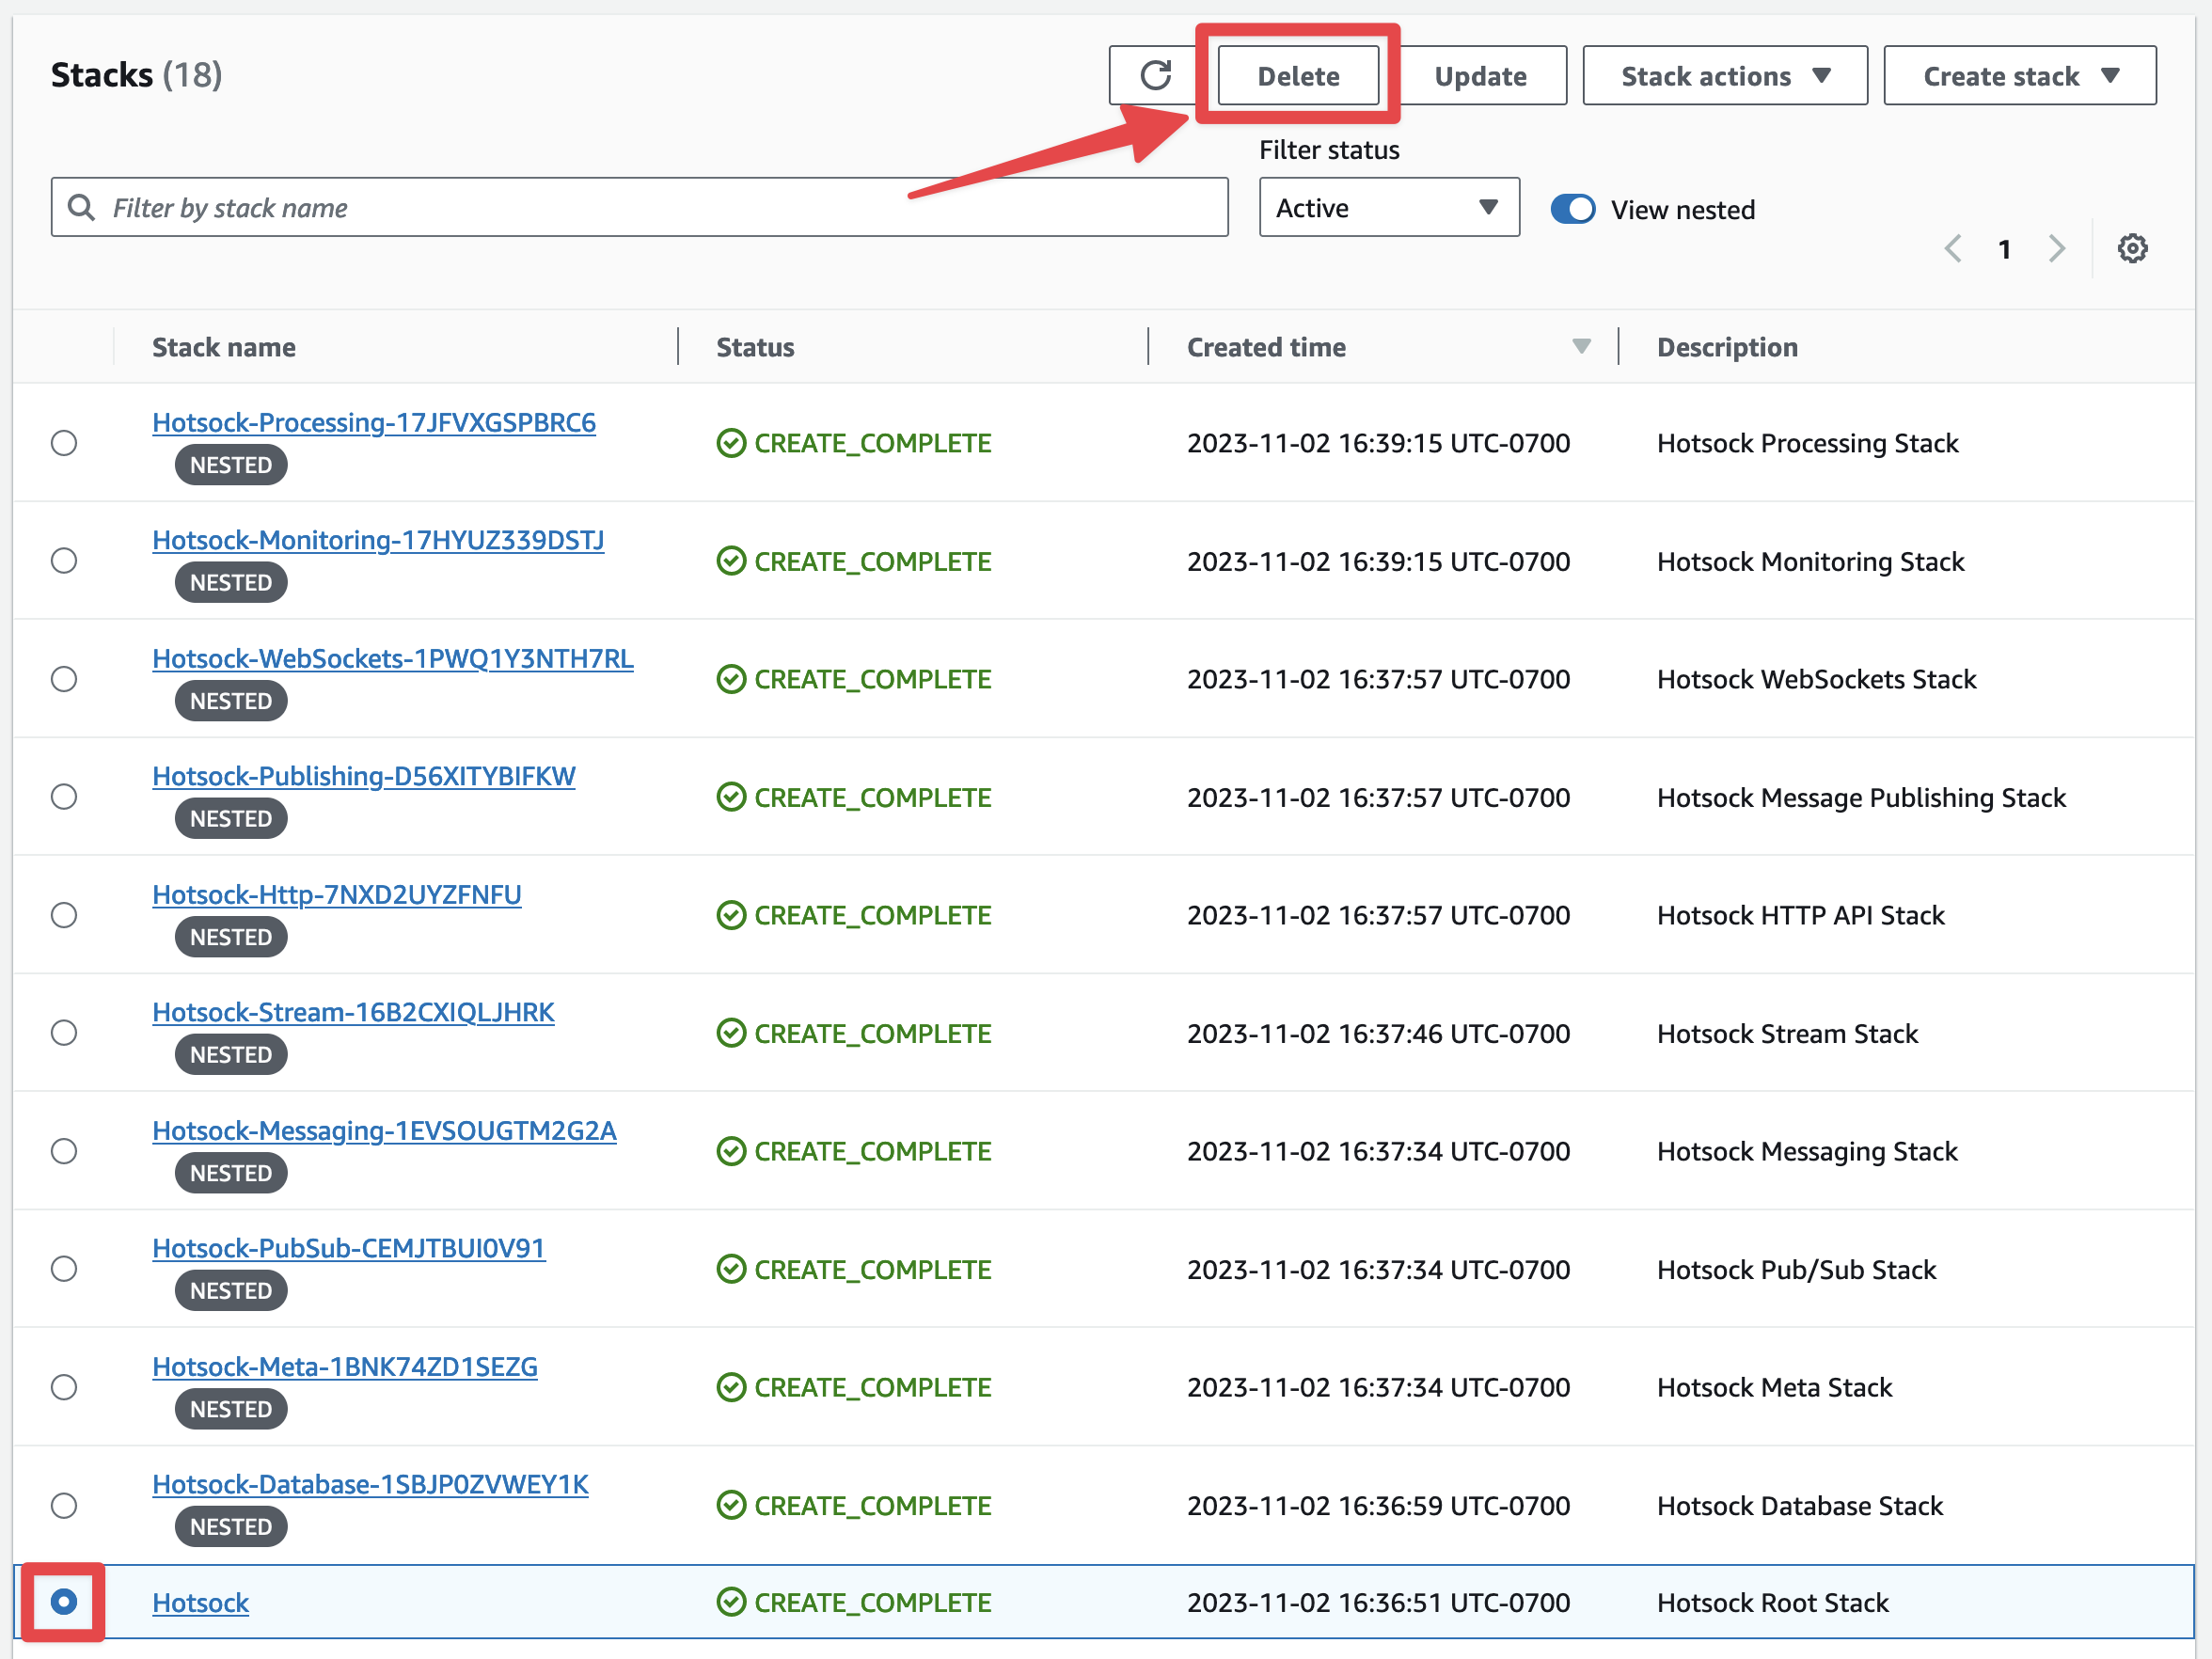 Stacks (18)
Delete
Update
Stack actions
Create stack
Filter status
Filter by stack name
Active
View nested
1
Stack name Status Created time Description
Hotsock-Processing-17JFVXGSPBRC6
NESTED
CREATE_COMPLETE 2023-11-02 16:39:15 UTC-0700 Hotsock Processing Stack
Hotsock-Monitoring-17HYUZ339DSTJ
NESTED
CREATE_COMPLETE 2023-11-02 16:39:15 UTC-0700 Hotsock Monitoring Stack
Hotsock-WebSockets-1PWQ1Y3NTH7RL
NESTED
CREATE_COMPLETE 2023-11-02 16:37:57 UTC-0700 Hotsock WebSockets Stack
Hotsock-Publishing-D56XITYBIFKW
NESTED
CREATE_COMPLETE 2023-11-02 16:37:57 UTC-0700 Hotsock Message Publishing Stack
Hotsock-Http-7NXD2UYZFNFU
NESTED
CREATE_COMPLETE 2023-11-02 16:37:57 UTC-0700 Hotsock HTTP API Stack
Hotsock-Stream-16B2CXIQLJHRK
NESTED
CREATE_COMPLETE 2023-11-02 16:37:46 UTC-0700 Hotsock Stream Stack
Hotsock-Messaging-1EVSOUGTM2G2A
NESTED
CREATE_COMPLETE 2023-11-02 16:37:34 UTC-0700 Hotsock Messaging Stack
Hotsock-PubSub-CEMJTBUI0V91
NESTED
CREATE_COMPLETE 2023-11-02 16:37:34 UTC-0700 Hotsock Pub/Sub Stack
Hotsock-Meta-1BNK74ZD1SEZG
NESTED
CREATE_COMPLETE 2023-11-02 16:37:34 UTC-0700 Hotsock Meta Stack
Hotsock-Database-1SBJP0ZVWEY1K
NESTED
CREATE_COMPLETE 2023-11-02 16:36:59 UTC-0700 Hotsock Database Stack
Hotsock CREATE_COMPLETE 2023-11-02 16:36:51 UTC-0700 Hotsock Root Stack